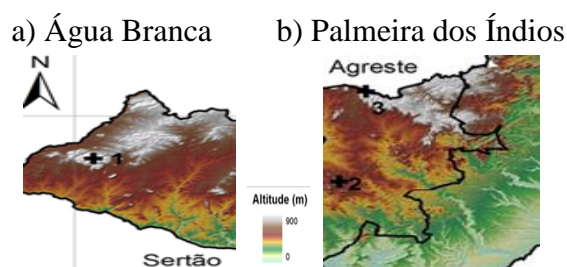 a) Água Branca
b) Palmeira dos Índios
N
1
Sertão
Altitude (m)
900
0
Agreste
3
2